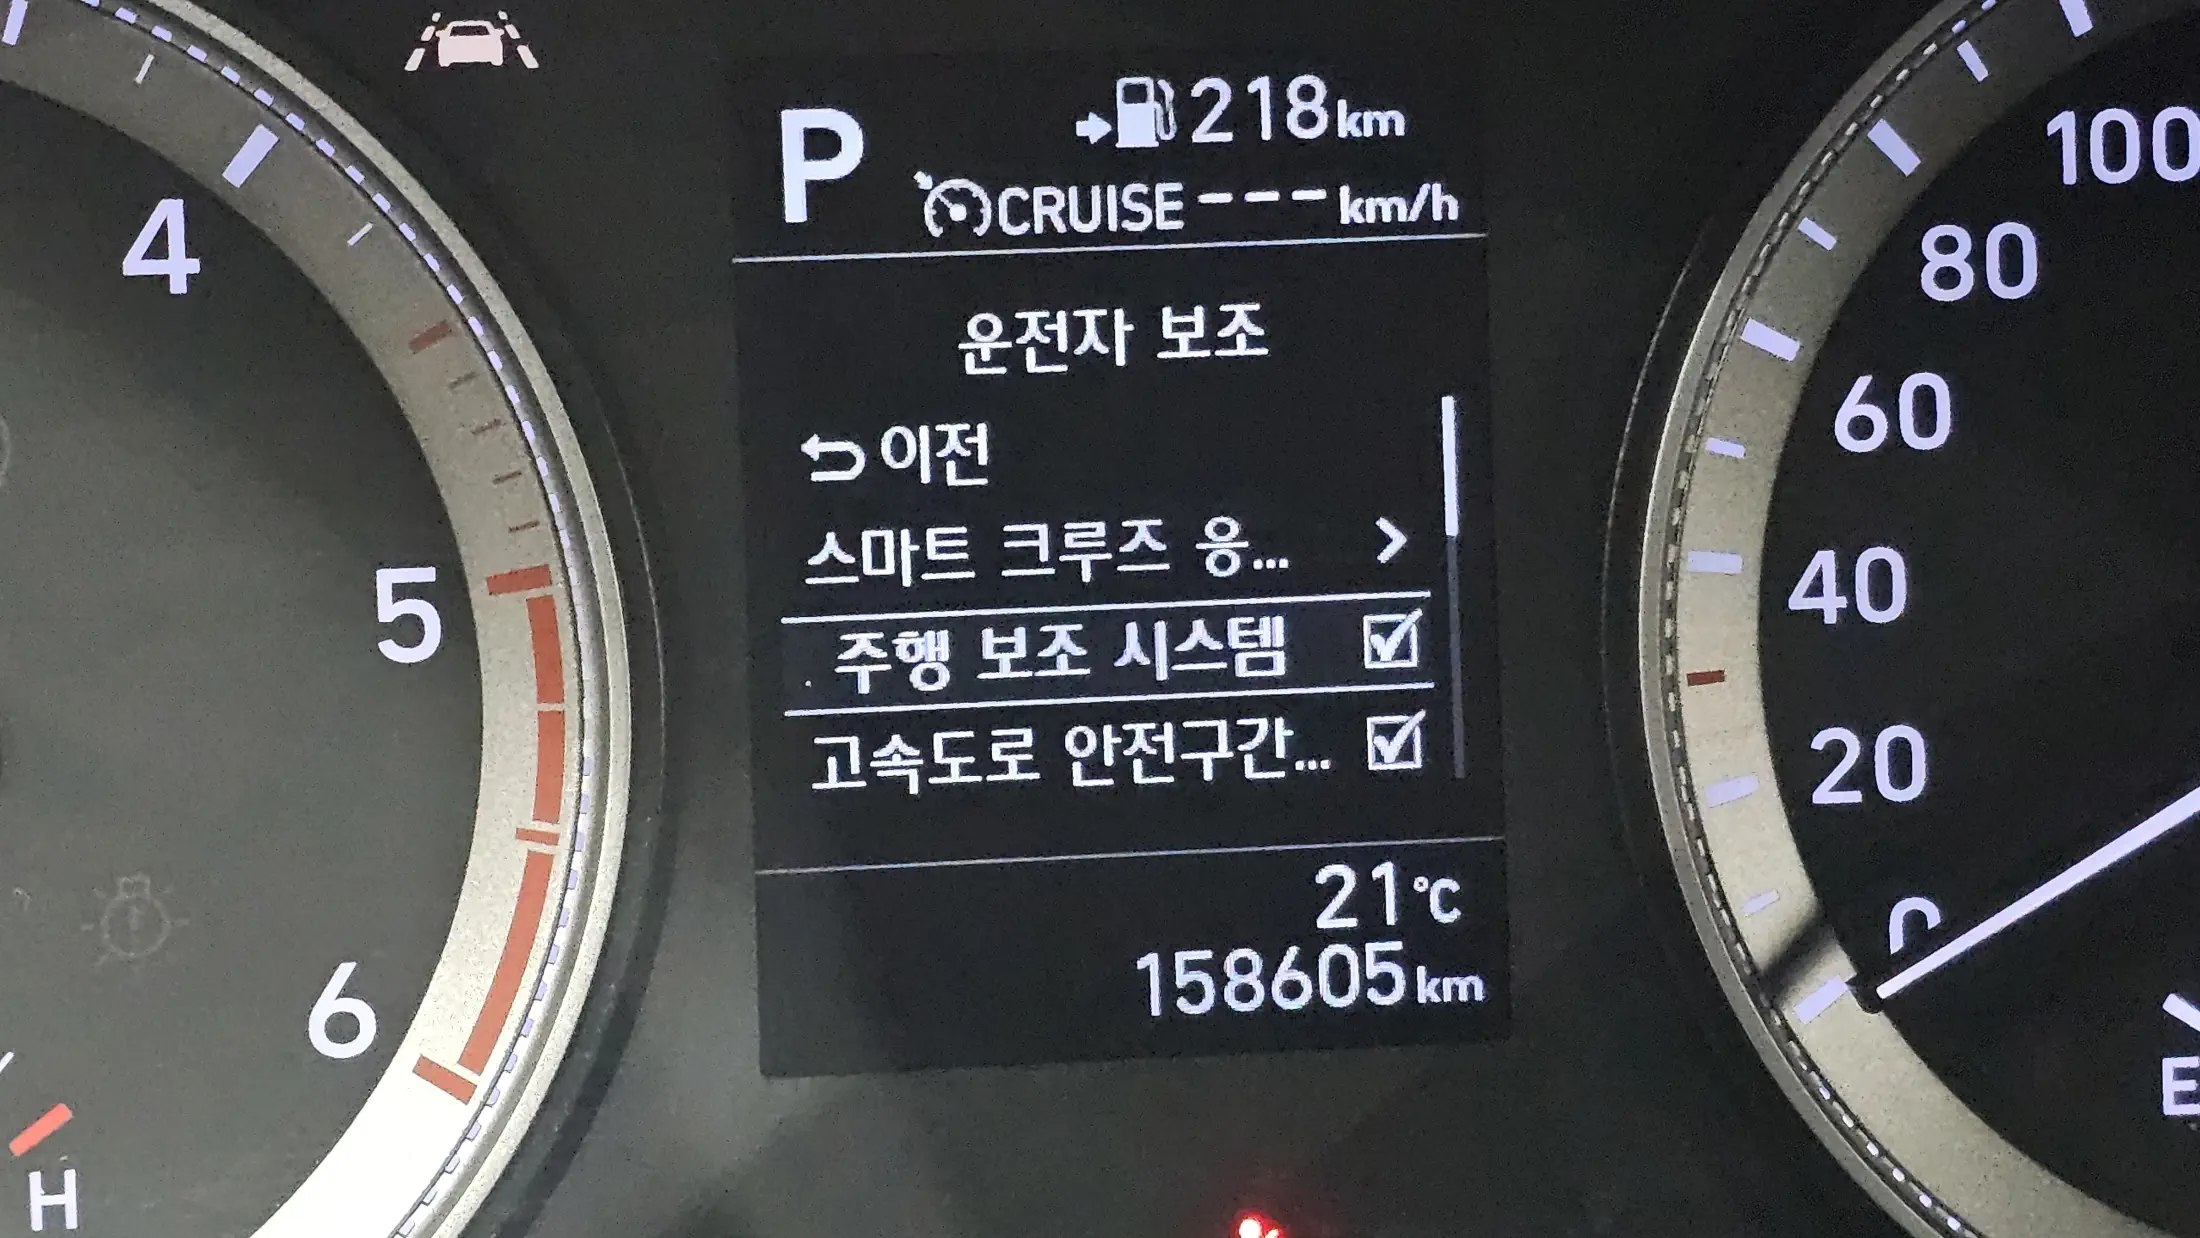 P
218km
CRUISE---km/h
운전자 보조
이전
스마트 크루즈 응...
주행 보조 시스템
고속도로 안전구간...
21°C
158605km
4
5
6
H
100
80
60
40
20
0
E